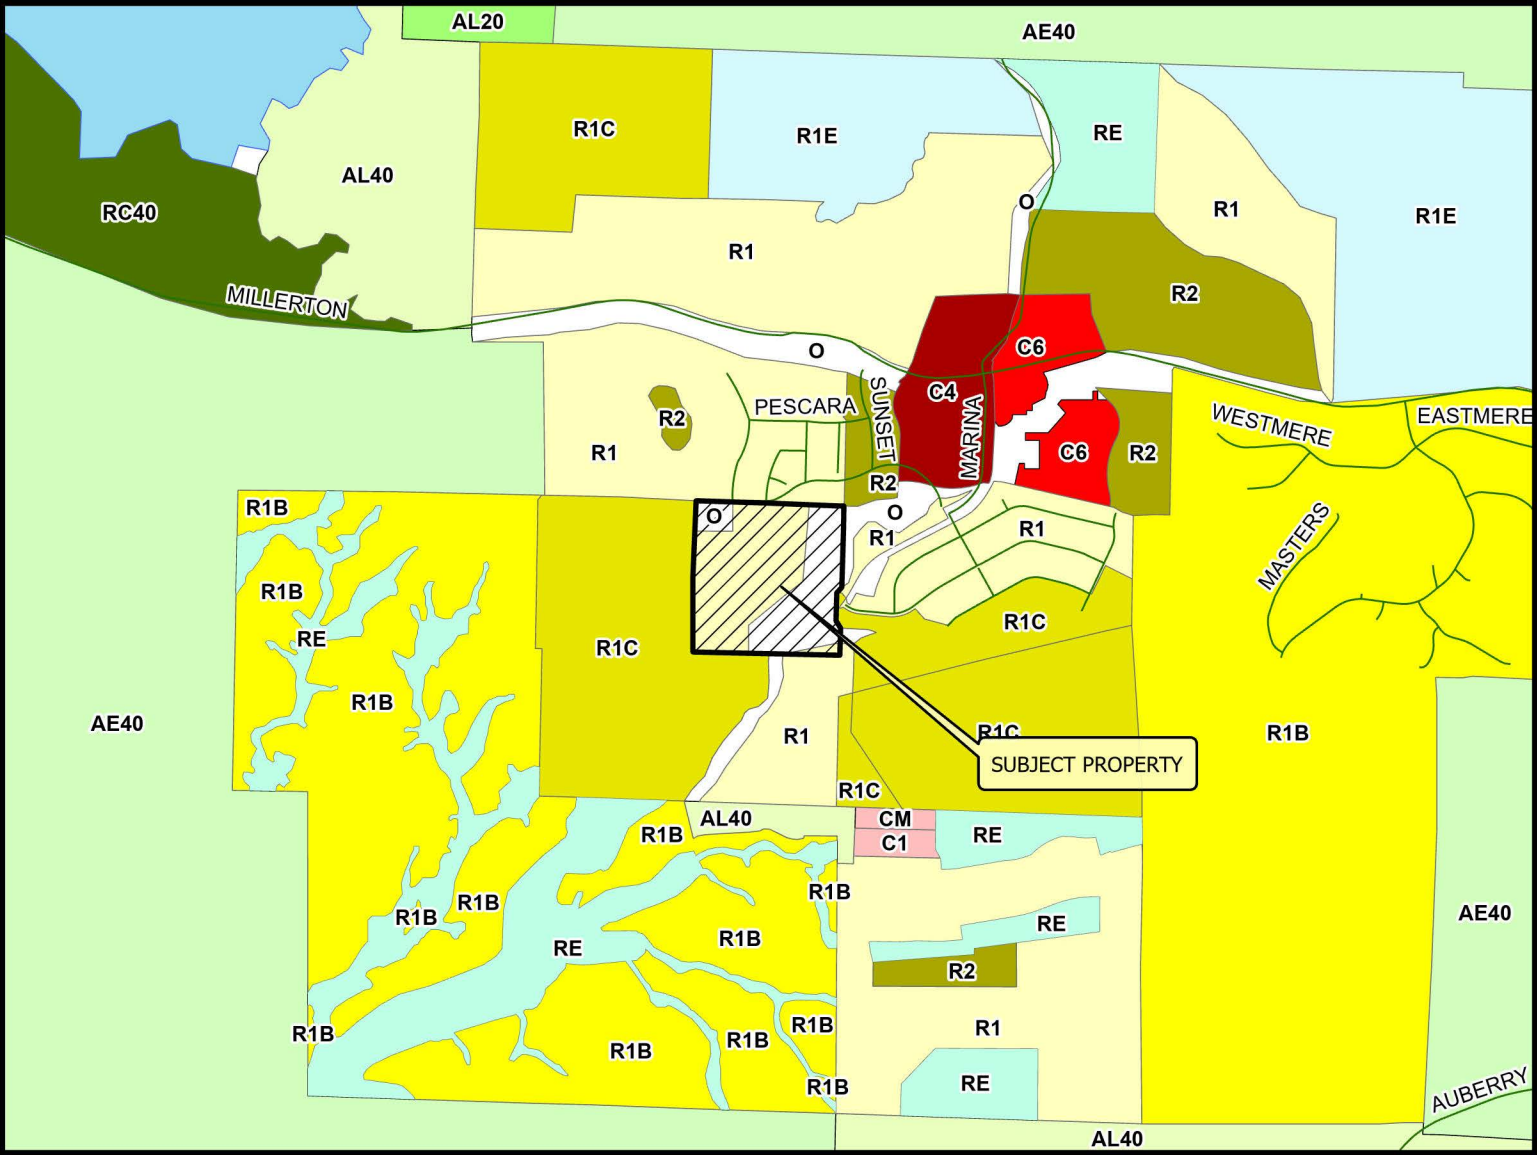 AL20
AE40
R1C
R1E
RE
AL40
RC40
O
R1
R1E
R1
MILLERTON
R2
O
C6
C4
PESCARA
SUNSET
MARINA
R2
R1
C6
R2
WESTMERE
EASTMERE
R2
O
O
R1
R1
MASTERS
R1B
R1B
RE
R1C
R1C
R1B
AE40
R1
R1C
R1B
SUBJECT PROPERTY
R1C
AL40
CM
C1
RE
R1B
R1B
R1B
R1B
RE
R1B
RE
R2
AE40
R1B
R1B
R1B
R1B
R1
R1B
RE
AUBERRY
AL40